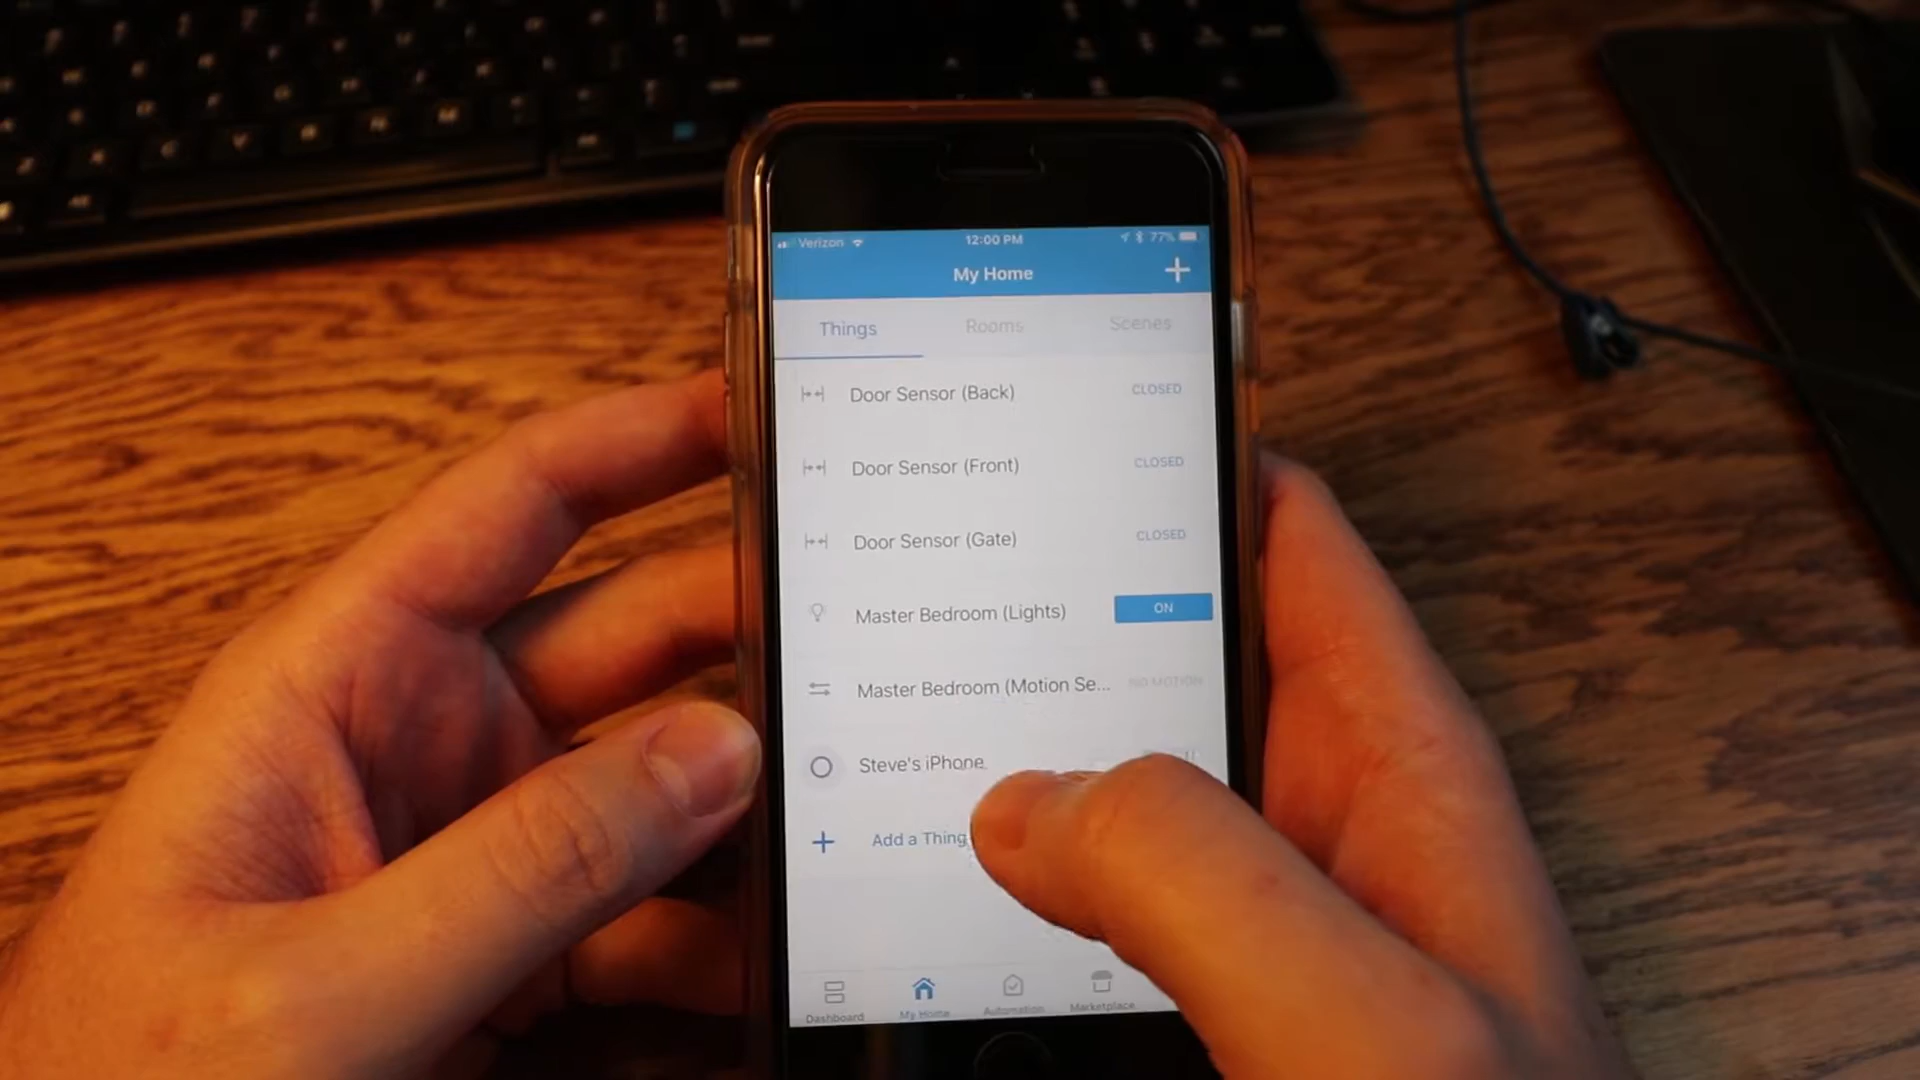 Verizon 12:00 PM 77%
My Home
Things Rooms Scenes
Door Sensor (Back) CLOSED
Door Sensor (Front) CLOSED
Door Sensor (Gate) CLOSED
Master Bedroom (Lights) ON
Master Bedroom (Motion Se... NO MOTION
Steve's iPhone
Add a Thing
Dashboard My Home Automation Marketplace